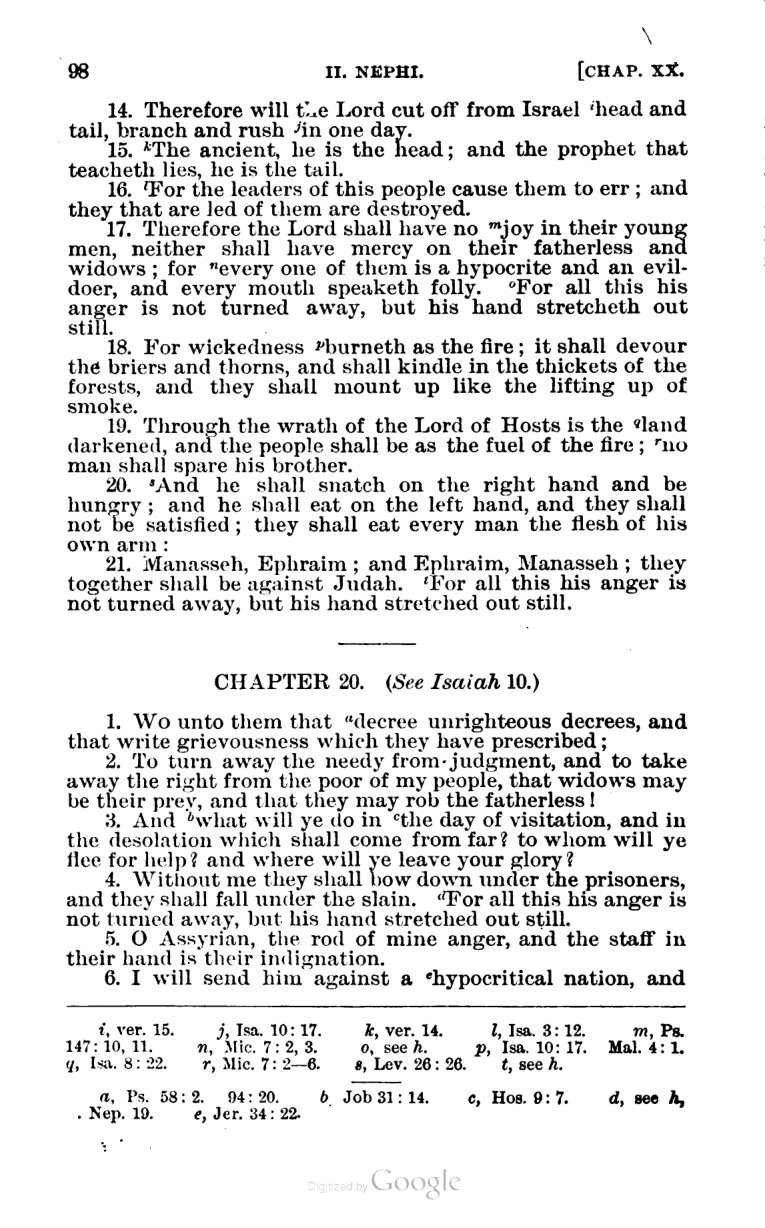 98 II. NEPHI. [CHAP. XX.
14. Therefore will the Lord cut off from Israel ⁱhead and
tail, branch and rush ʲin one day.
15. ᵏThe ancient, he is the head; and the prophet that
teacheth lies, he is the tail.
16. ˡFor the leaders of this people cause them to err; and
they that are led of them are destroyed.
17. Therefore the Lord shall have no ᵐjoy in their young
men, neither shall have mercy on their fatherless and
widows; for ⁿevery one of them is a hypocrite and an evil-
doer, and every mouth speaketh folly. ᵒFor all this his
anger is not turned away, but his hand stretcheth out
still.
18. For wickedness ᵖburneth as the fire; it shall devour
the briers and thorns, and shall kindle in the thickets of the
forests, and they shall mount up like the lifting up of
smoke.
19. Through the wrath of the Lord of Hosts is the qland
darkened, and the people shall be as the fuel of the fire; ʳno
man shall spare his brother.
20. ˢAnd he shall snatch on the right hand and be
hungry; and he shall eat on the left hand, and they shall
not be satisfied; they shall eat every man the flesh of his
own arm:
21. Manasseh, Ephraim; and Ephraim, Manasseh; they
together shall be against Judah. ᵗFor all this his anger is
not turned away, but his hand stretched out still.
CHAPTER 20. (See Isaiah 10.)
1. Wo unto them that ᵃdecree unrighteous decrees, and
that write grievousness which they have prescribed;
2. To turn away the needy from judgment, and to take
away the right from the poor of my people, that widows may
be their prey, and that they may rob the fatherless!
3. And ᵇwhat will ye do in ᶜthe day of visitation, and in
the desolation which shall come from far? to whom will ye
flee for help? and where will ye leave your glory?
4. Without me they shall bow down under the prisoners,
and they shall fall under the slain. ᵈFor all this his anger is
not turned away, but his hand stretched out still.
5. O Assyrian, the rod of mine anger, and the staff in
their hand is their indignation.
6. I will send him against a ᵉhypocritical nation, and
i, ver. 15. j, Isa. 10: 17. k, ver. 14. l, Isa. 3: 12. m, Ps.
147: 10, 11. n, Mic. 7: 2, 3. o, see h. p, Isa. 10: 17. Mal. 4: 1.
q, Isa. 8: 22. r, Mic. 7: 2—6. s, Lev. 26: 26. t, see h.
a, Ps. 58: 2. 94: 20. b, Job 31: 14. c, Hos. 9: 7. d, see h,
. Nep. 19. e, Jer. 34: 22.
Digitized by Google